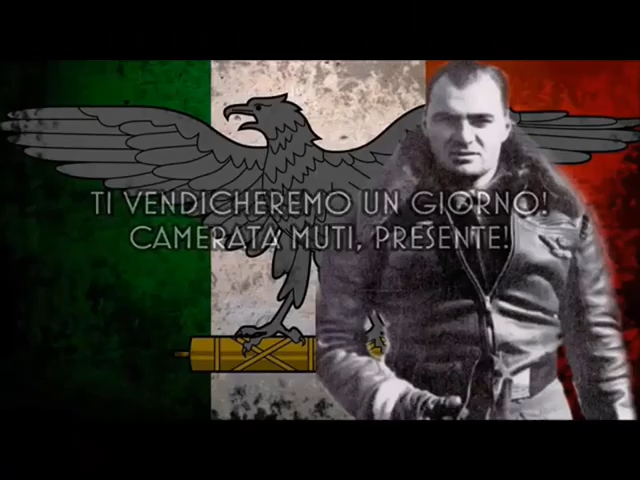 TI VENDICHEREMO UN GIORNO!
CAMERATA MUTI, PRESENTE!